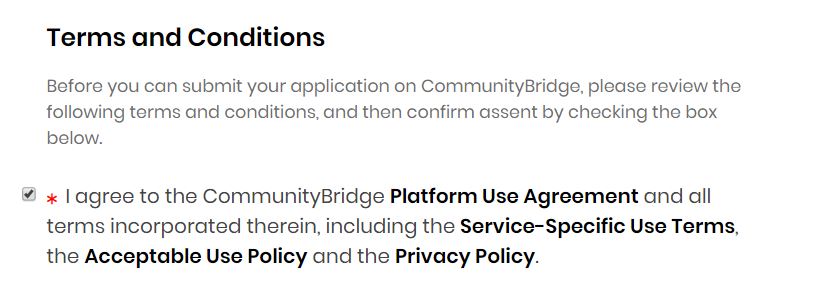 Terms and Conditions
Before you can submit your application on CommunityBridge, please review the
following terms and conditions, and then confirm assent by checking the box
below.
* I agree to the CommunityBridge Platform Use Agreement and all
terms incorporated therein, including the Service-Specific Use Terms,
the Acceptable Use Policy and the Privacy Policy.